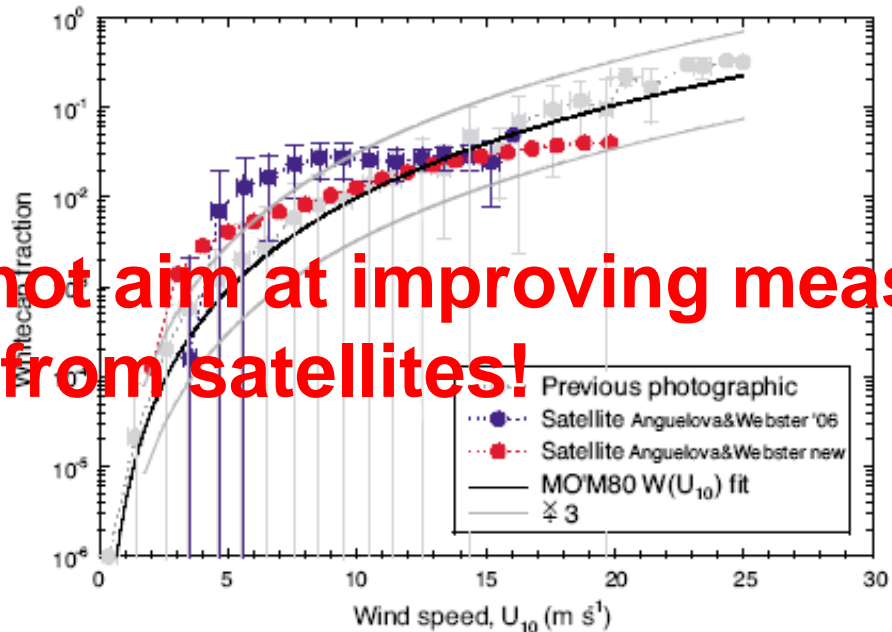 10⁰
10⁻¹
10⁻²
Whitecap fraction
not aim at improving meas
from satellites!
10⁻⁵
10⁻⁶
Previous photographic
Satellite Anguelova&Webster '06
Satellite Anguelova&Webster new
MO'M80 W(U₁₀) fit
×÷ 3
0 5 10 15 20 25 30
Wind speed, U₁₀ (m s⁻¹)